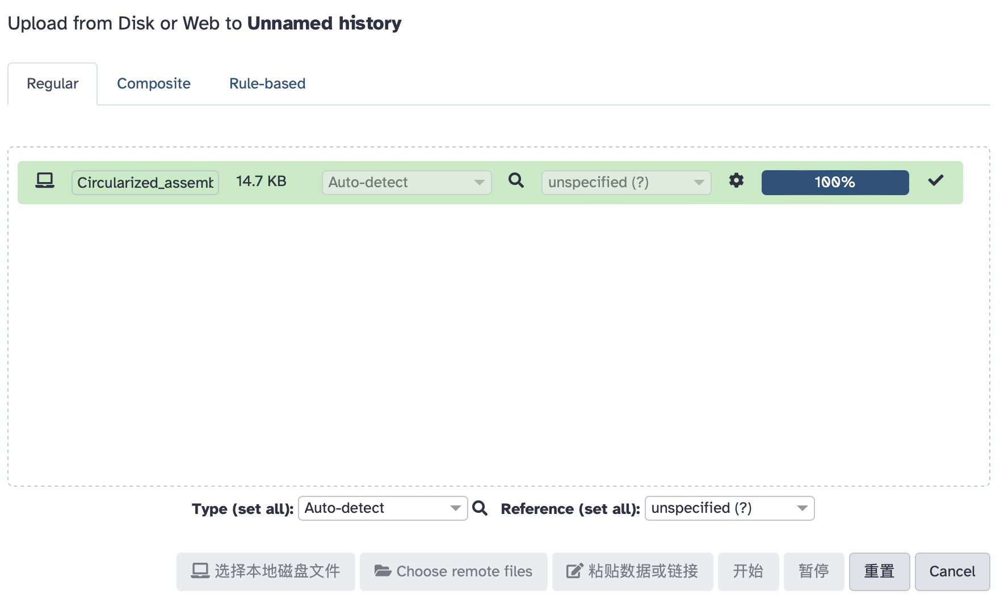 Upload from Disk or Web to Unnamed history
Regular Composite Rule-based
Circularized_assemb 14.7 KB Auto-detect unspecified (?) 100%
Type (set all): Auto-detect Reference (set all): unspecified (?)
选择本地磁盘文件 Choose remote files 粘贴数据或链接 开始 暂停 重置 Cancel